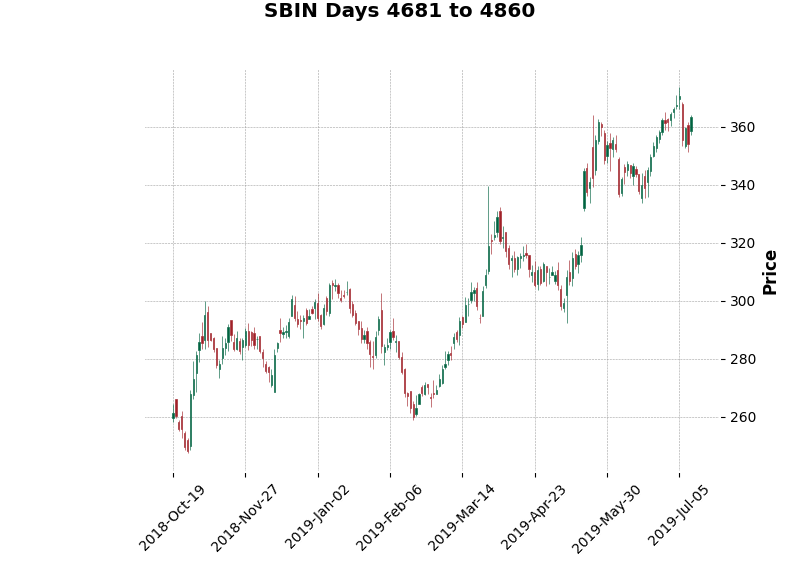 SBIN Days 4681 to 4860
360
340
320
300
280
260
Price
2018-Oct-19
2018-Nov-27
2019-Jan-02
2019-Feb-06
2019-Mar-14
2019-Apr-23
2019-May-30
2019-Jul-05